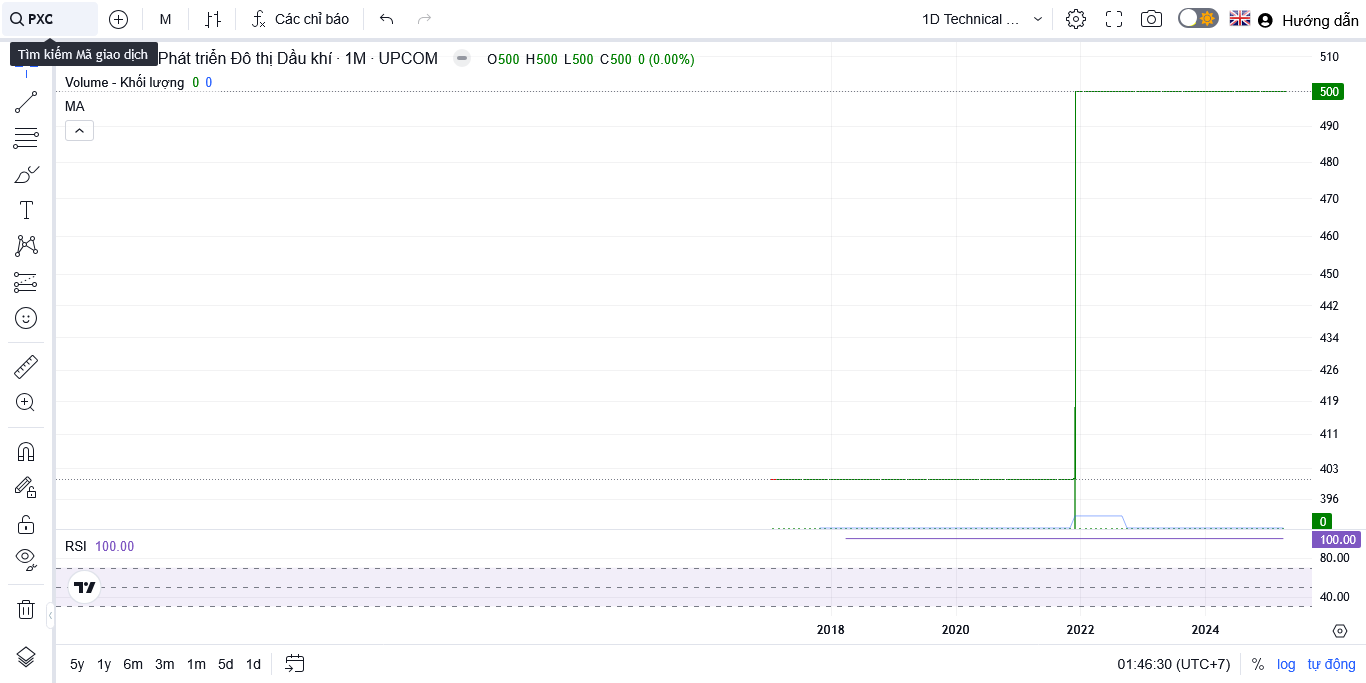 PXC
M
Các chỉ báo
1D Technical ...
Hướng dẫn
Tìm kiếm Mã giao dịch
Phát triển Đô thị Dầu khí · 1M · UPCOM
O500 H500 L500 C500 0 (0.00%)
Volume - Khối lượng 0 0
MA
510
500
490
480
470
460
450
442
434
426
419
411
403
396
0
RSI 100.00
100.00
80.00
40.00
2018 2020 2022 2024
5y 1y 6m 3m 1m 5d 1d
01:46:30 (UTC+7) % log tự động